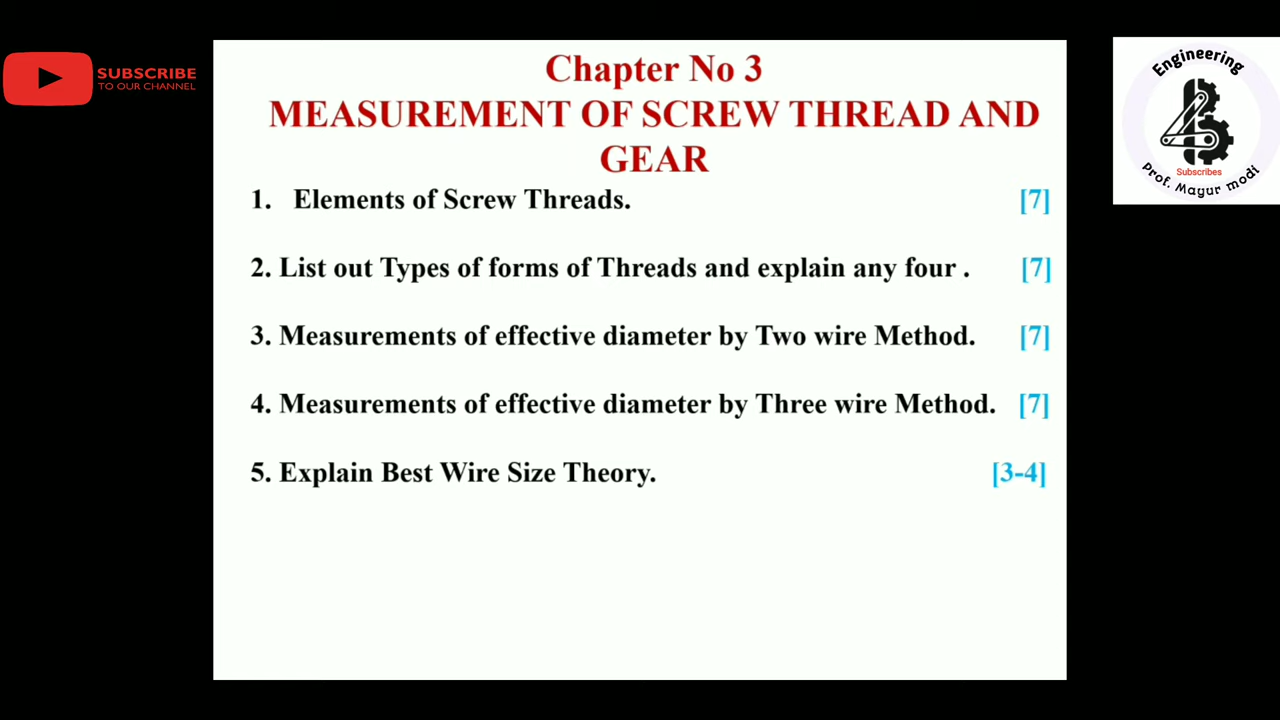 SUBSCRIBE
TO OUR CHANNEL
Chapter No 3
MEASUREMENT OF SCREW THREAD AND
GEAR
1. Elements of Screw Threads. [7]
2. List out Types of forms of Threads and explain any four . [7]
3. Measurements of effective diameter by Two wire Method. [7]
4. Measurements of effective diameter by Three wire Method. [7]
5. Explain Best Wire Size Theory. [3-4]
Engineering
Subscribes
Prof. Mayur modi